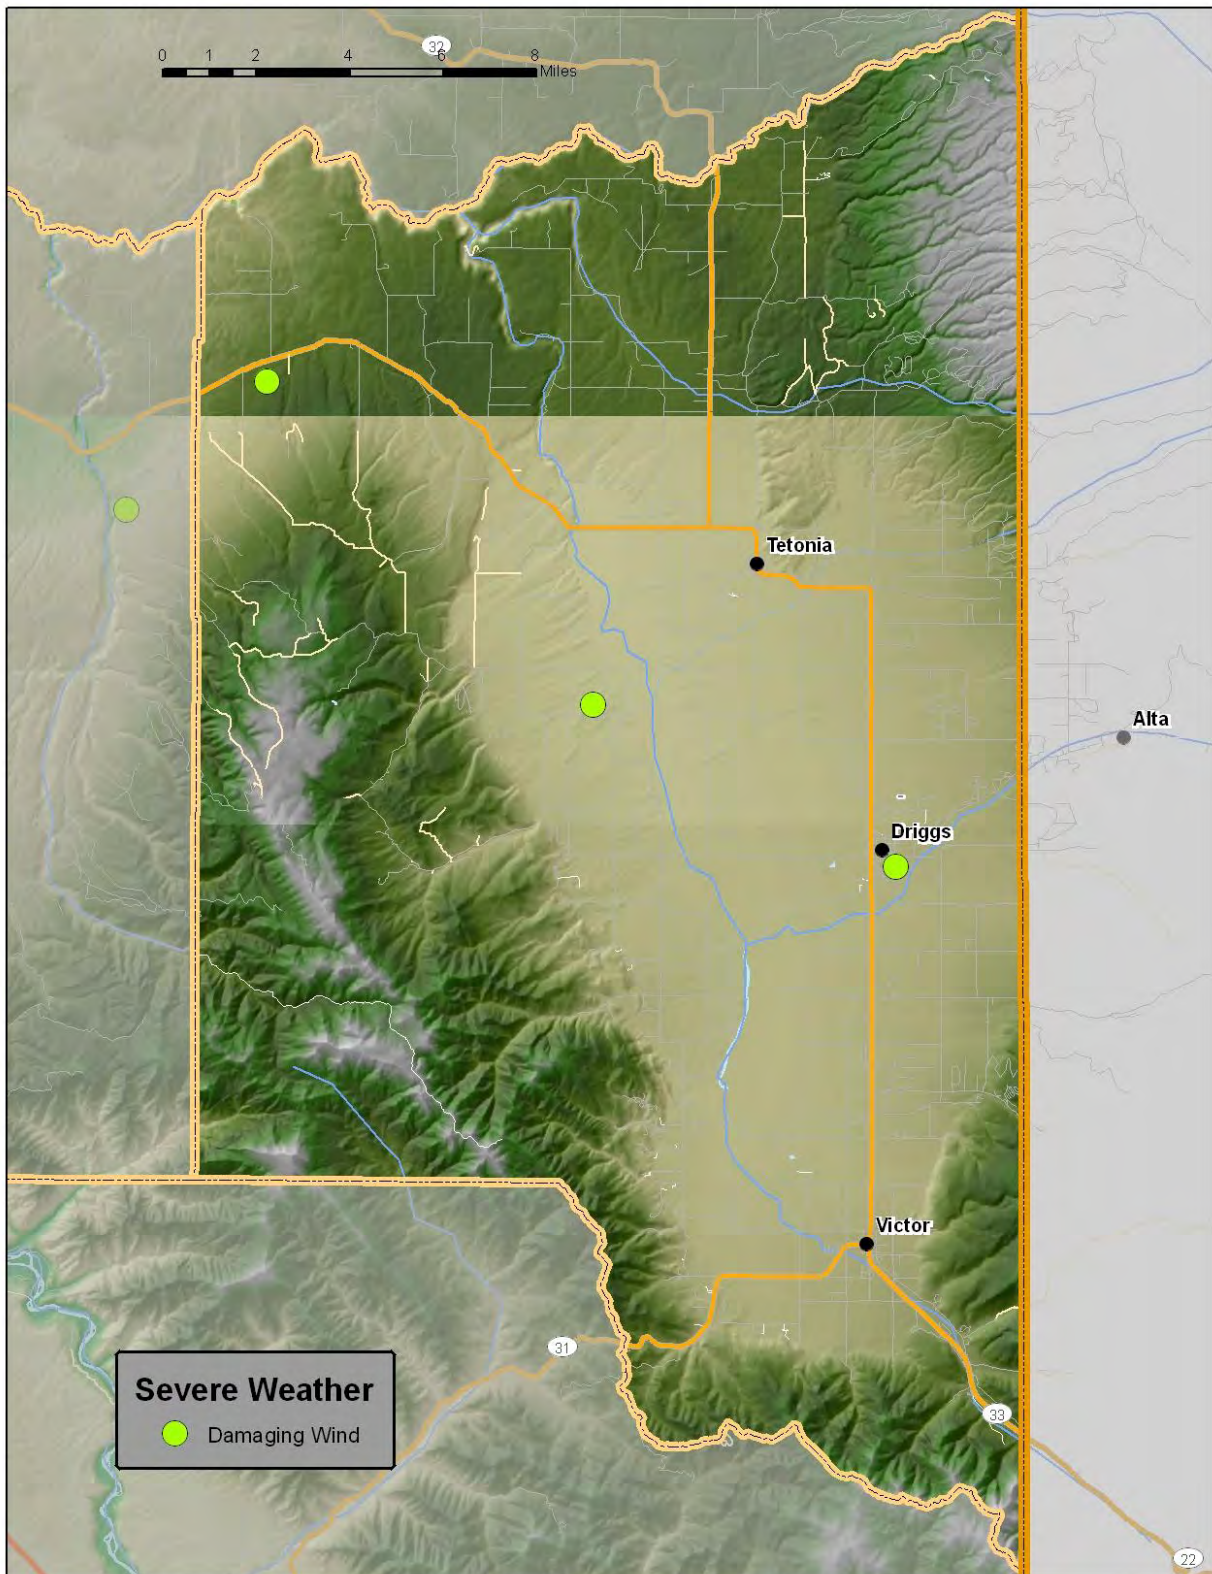 32
0 1 2 4 6 8
Miles
Tetonia
Alta
Driggs
Victor
31
33
22
Severe Weather
Damaging Wind